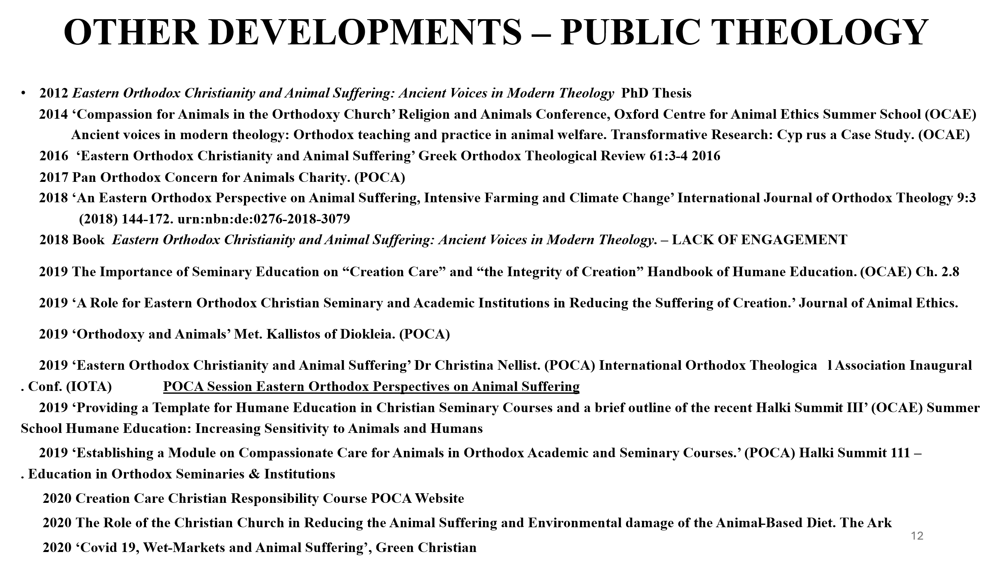 OTHER DEVELOPMENTS – PUBLIC THEOLOGY
• 2012 Eastern Orthodox Christianity and Animal Suffering: Ancient Voices in Modern Theology PhD Thesis
2014 ‘Compassion for Animals in the Orthodoxy Church’ Religion and Animals Conference, Oxford Centre for Animal Ethics Summer School (OCAE)
Ancient voices in modern theology: Orthodox teaching and practice in animal welfare. Transformative Research: Cyp rus a Case Study. (OCAE)
2016 ‘Eastern Orthodox Christianity and Animal Suffering’ Greek Orthodox Theological Review 61:3-4 2016
2017 Pan Orthodox Concern for Animals Charity. (POCA)
2018 ‘An Eastern Orthodox Perspective on Animal Suffering, Intensive Farming and Climate Change’ International Journal of Orthodox Theology 9:3
(2018) 144-172. urn:nbn:de:0276-2018-3079
2018 Book Eastern Orthodox Christianity and Animal Suffering: Ancient Voices in Modern Theology. – LACK OF ENGAGEMENT
2019 The Importance of Seminary Education on “Creation Care” and “the Integrity of Creation” Handbook of Humane Education. (OCAE) Ch. 2.8
2019 ‘A Role for Eastern Orthodox Christian Seminary and Academic Institutions in Reducing the Suffering of Creation.’ Journal of Animal Ethics.
2019 ‘Orthodoxy and Animals’ Met. Kallistos of Diokleia. (POCA)
2019 ‘Eastern Orthodox Christianity and Animal Suffering’ Dr Christina Nellist. (POCA) International Orthodox Theologica l Association Inaugural
. Conf. (IOTA) POCA Session Eastern Orthodox Perspectives on Animal Suffering
2019 ‘Providing a Template for Humane Education in Christian Seminary Courses and a brief outline of the recent Halki Summit III’ (OCAE) Summer
School Humane Education: Increasing Sensitivity to Animals and Humans
2019 ‘Establishing a Module on Compassionate Care for Animals in Orthodox Academic and Seminary Courses.’ (POCA) Halki Summit 111 –
. Education in Orthodox Seminaries & Institutions
2020 Creation Care Christian Responsibility Course POCA Website
2020 The Role of the Christian Church in Reducing the Animal Suffering and Environmental damage of the Animal-Based Diet. The Ark
12
2020 ‘Covid 19, Wet-Markets and Animal Suffering’, Green Christian